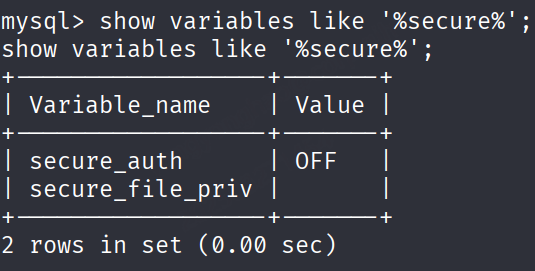 mysql> show variables like '%secure%';
show variables like '%secure%';
+------------------+-------+
| Variable_name    | Value |
+------------------+-------+
| secure_auth      | OFF   |
| secure_file_priv |       |
+------------------+-------+
2 rows in set (0.00 sec)